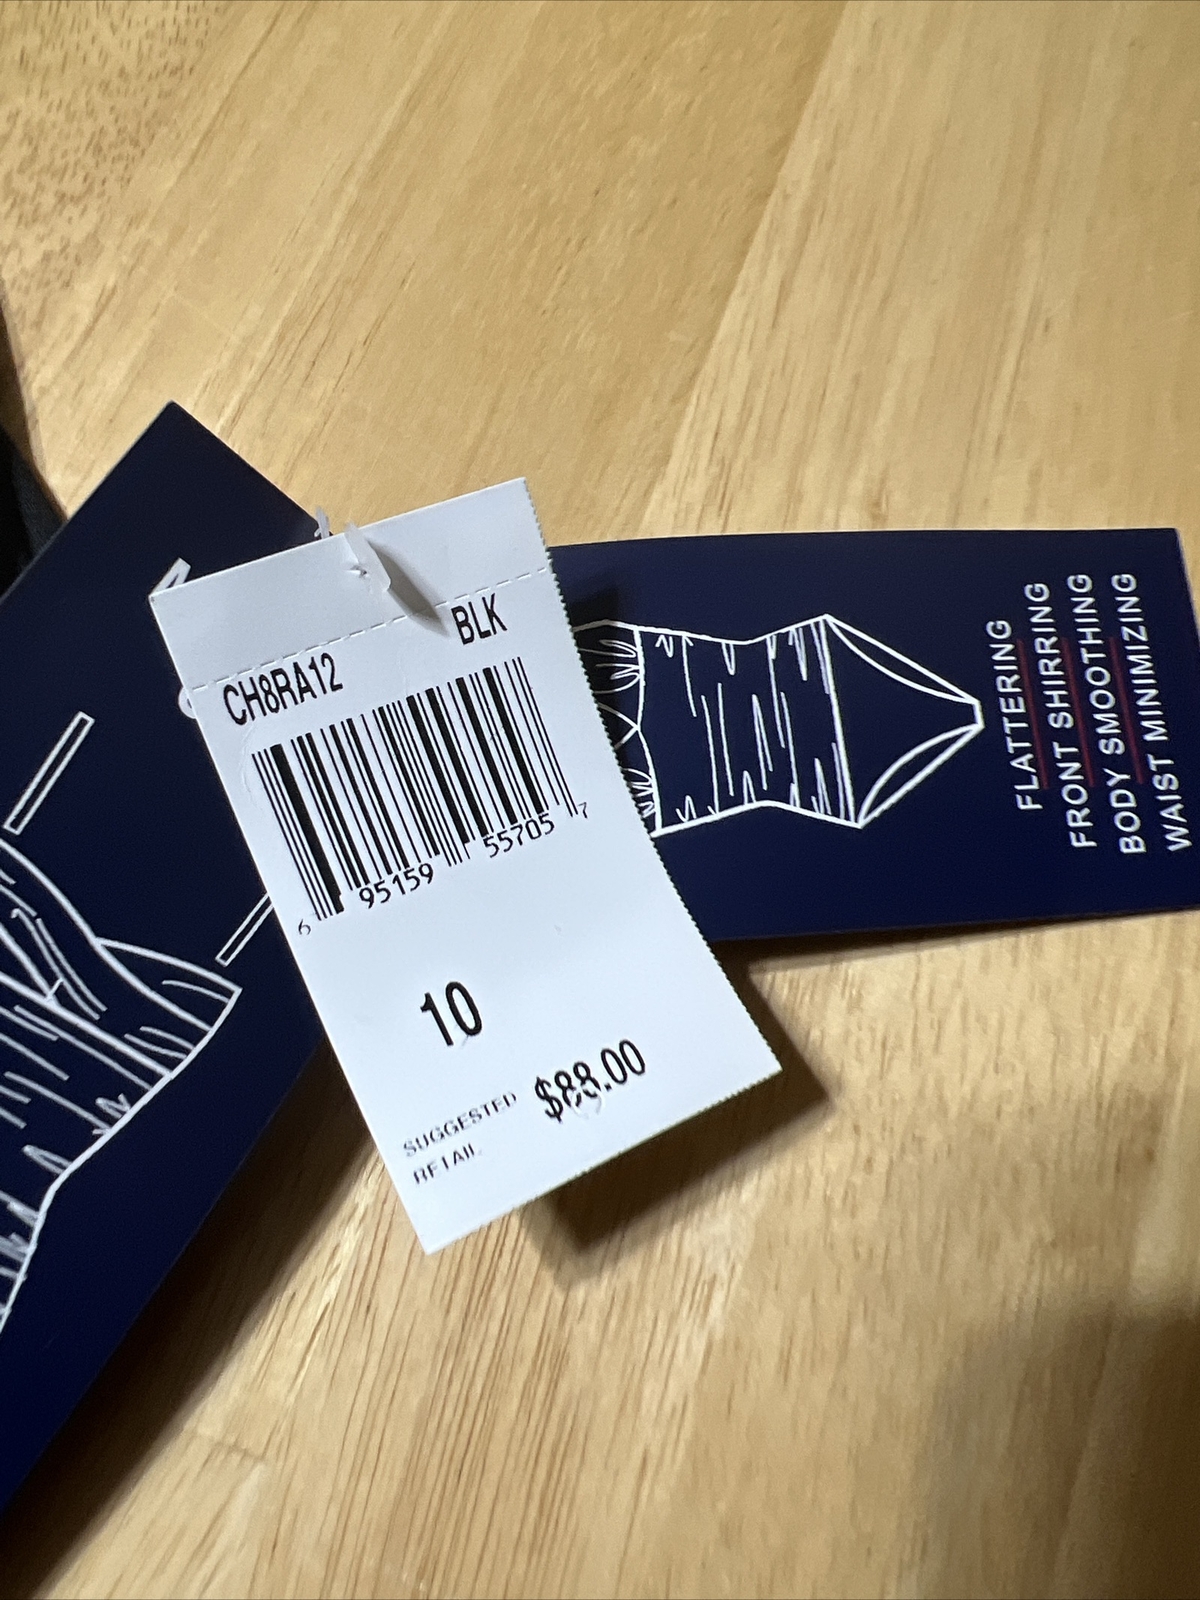 CH8RA12 BLK
6 95159 55705 7
10
SUGGESTED
RETAIL
$88.00
FLATTERING
FRONT SHIRRING
BODY SMOOTHING
WAIST MINIMIZING